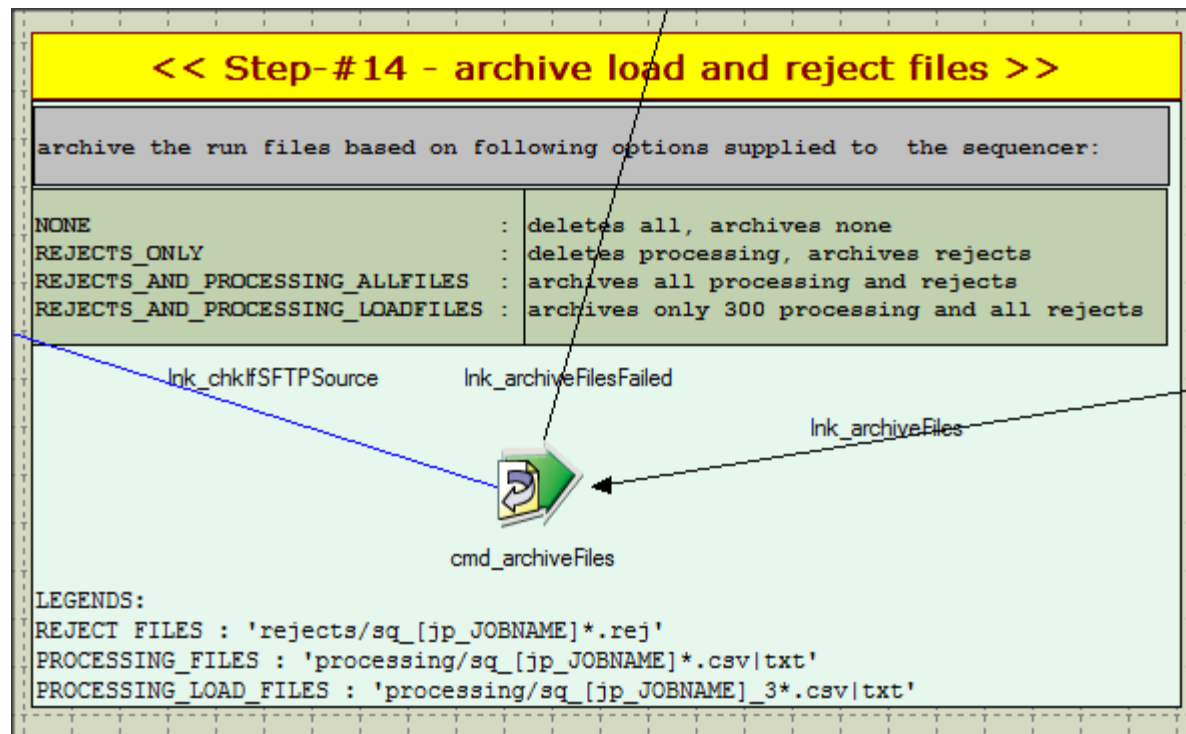 << Step-#14 - archive load and reject files >>
archive the run files based on following options supplied to  the sequencer:
NONE : deletes all, archives none
REJECTS_ONLY : deletes processing, archives rejects
REJECTS_AND_PROCESSING_ALLFILES : archives all processing and rejects
REJECTS_AND_PROCESSING_LOADFILES : archives only 300 processing and all rejects
lnk_chkIfSFTPSource lnk_archiveFilesFailed
lnk_archiveFiles
cmd_archiveFiles
LEGENDS:
REJECT FILES : 'rejects/sq_[jp_JOBNAME]*.rej'
PROCESSING_FILES : 'processing/sq_[jp_JOBNAME]*.csv|txt'
PROCESSING_LOAD_FILES : 'processing/sq_[jp_JOBNAME]_3*.csv|txt'